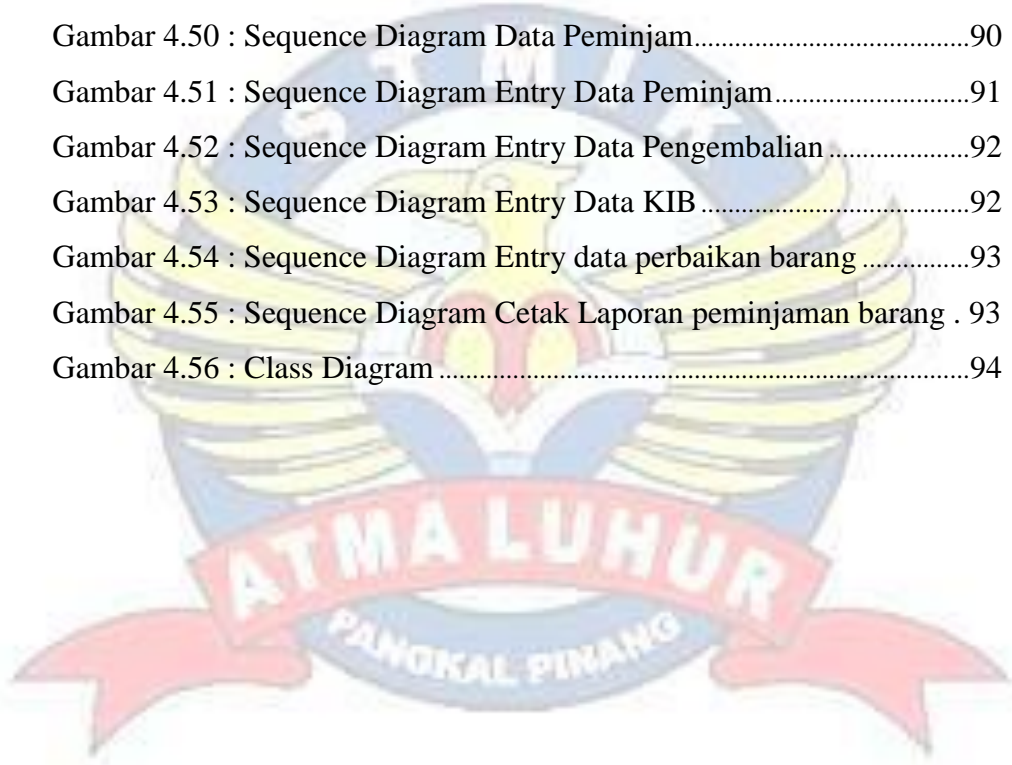 Gambar 4.50 : Sequence Diagram Data Peminjam.....................................90
Gambar 4.51 : Sequence Diagram Entry Data Peminjam..........................91
Gambar 4.52 : Sequence Diagram Entry Data Pengembalian..................92
Gambar 4.53 : Sequence Diagram Entry Data KIB....................................92
Gambar 4.54 : Sequence Diagram Entry data perbaikan barang...............93
Gambar 4.55 : Sequence Diagram Cetak Laporan peminjaman barang . 93
Gambar 4.56 : Class Diagram.......................................................................94
STMIK
ATMA LUHUR
PANGKAL PINANG